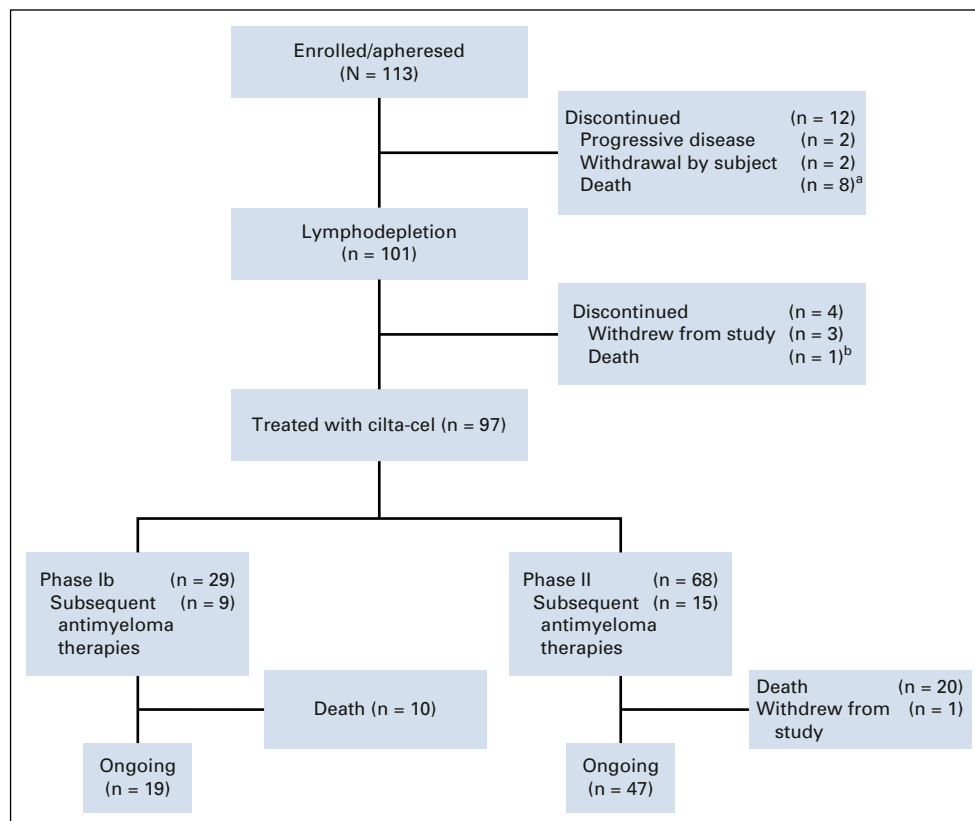 Enrolled/apheresed
(N = 113)
Discontinued (n = 12)
Progressive disease (n = 2)
Withdrawal by subject (n = 2)
Death (n = 8)a
Lymphodepletion
(n = 101)
Discontinued (n = 4)
Withdrew from study (n = 3)
Death (n = 1)b
Treated with cilta-cel (n = 97)
Phase Ib (n = 29)
Subsequent (n = 9)
antimyeloma
therapies
Phase II (n = 68)
Subsequent (n = 15)
antimyeloma
therapies
Death (n = 10)
Death (n = 20)
Withdrew from (n = 1)
study
Ongoing
(n = 19)
Ongoing
(n = 47)